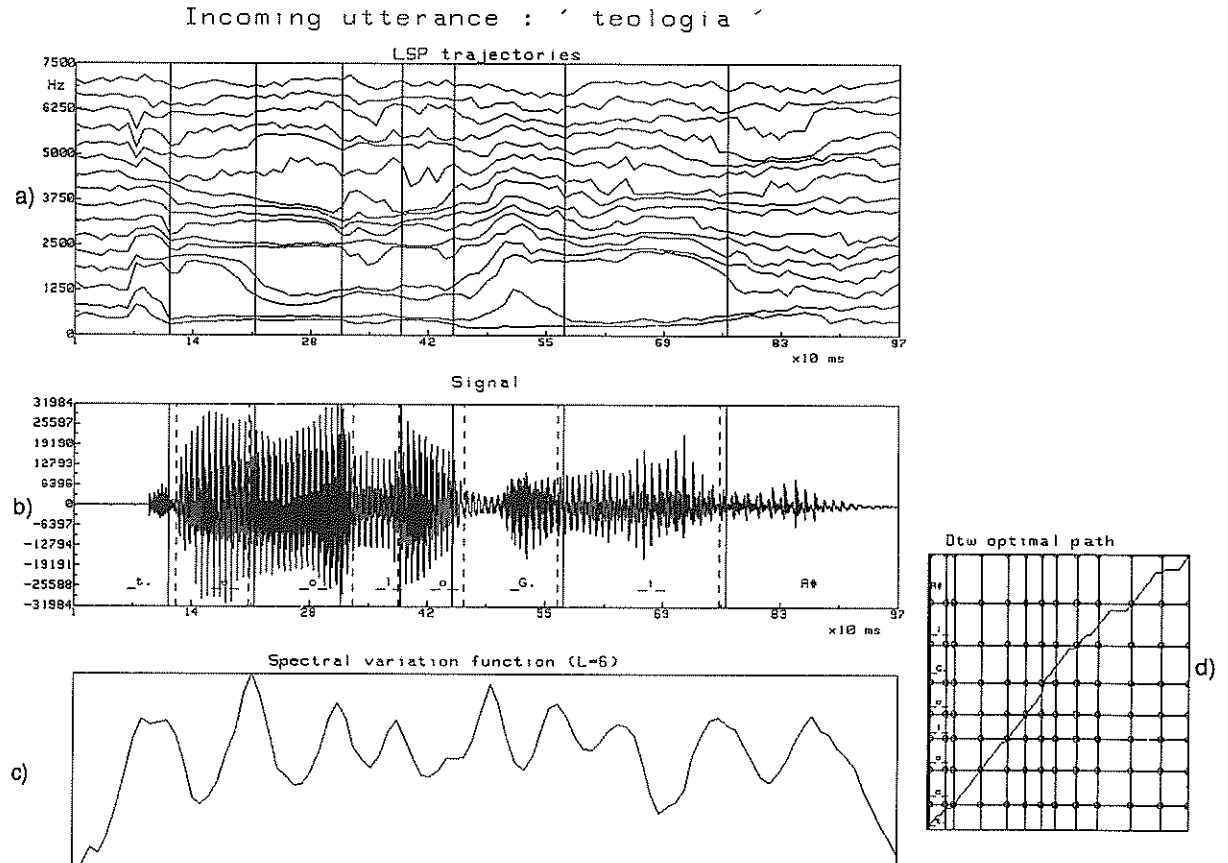 Incoming utterance : ' teologia '
LSP trajectories
7500
Hz
6250
5000
3750
2500
1250
0
a)
1 14 28 42 55 69 83 97
x10 ms
Signal
31984
25587
19190
12793
6396
0
-6397
-12794
-19191
-25588
-31984
b)
_t. _o_ _l_ _o_ _G. _i_ A#
1 14 28 42 55 69 83 97
x10 ms
Spectral variation function (L=6)
c)
Dtw optimal path
A#
d)